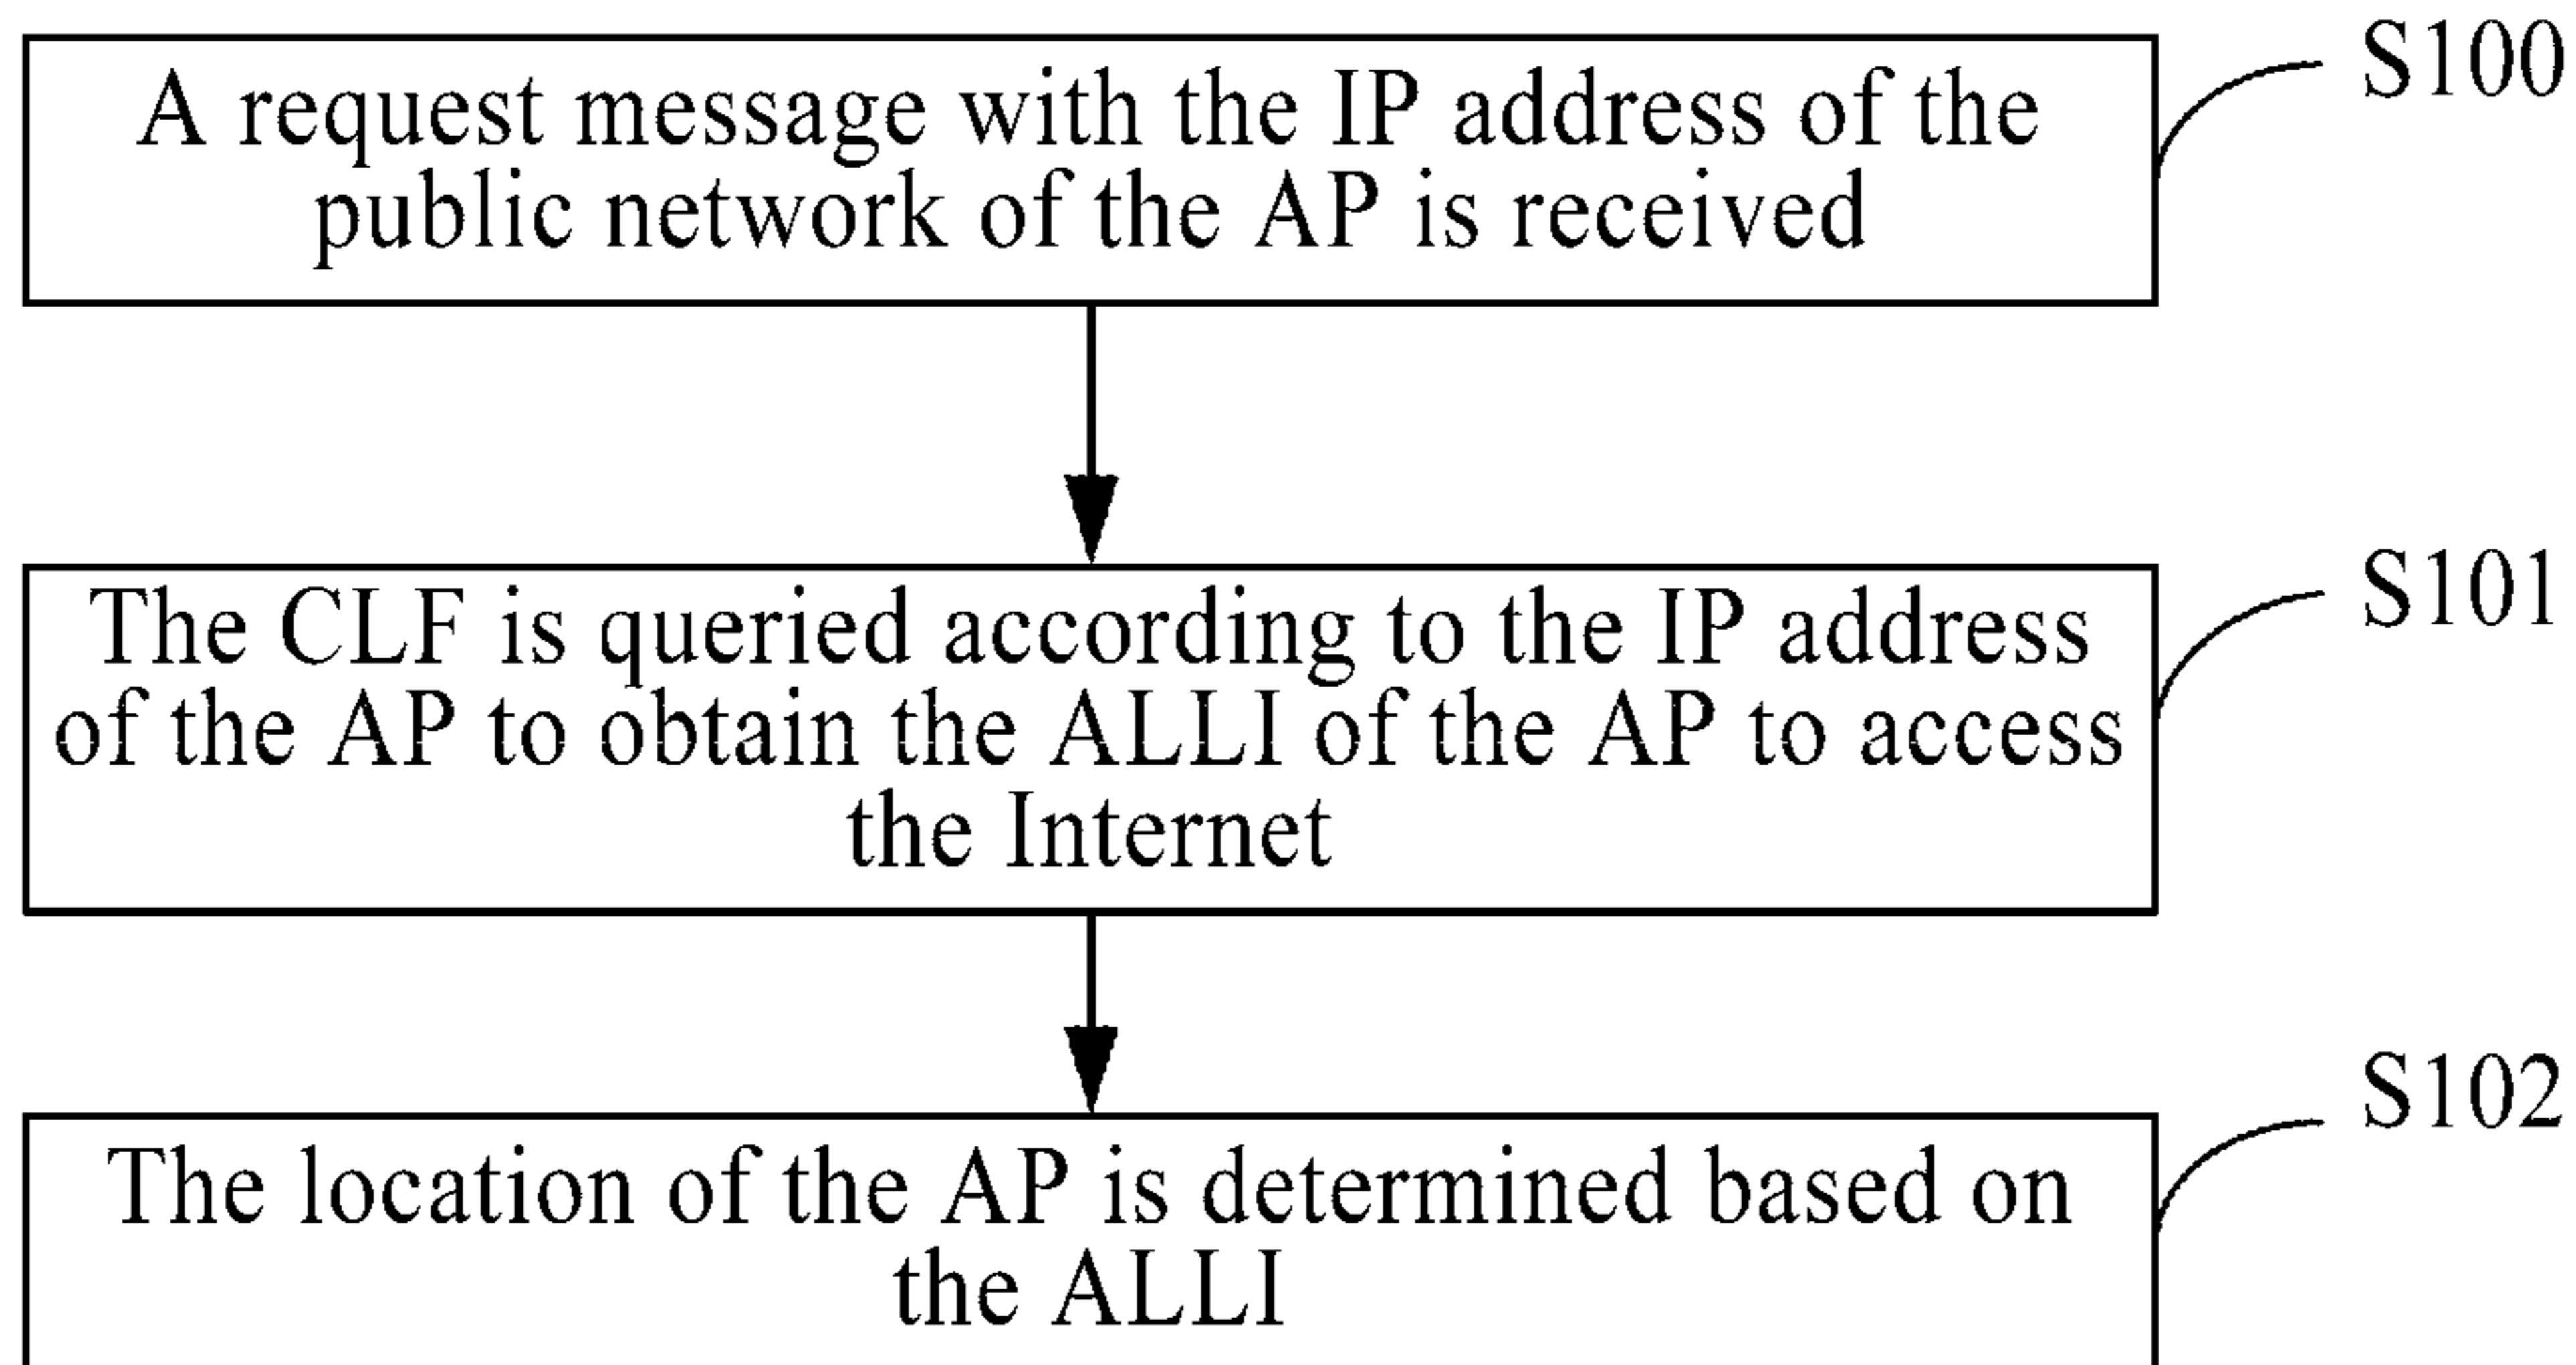 S100
A request message with the IP address of the
public network of the AP is received
S101
The CLF is queried according to the IP address
of the AP to obtain the ALLI of the AP to access
the Internet
S102
The location of the AP is determined based on
the ALLI